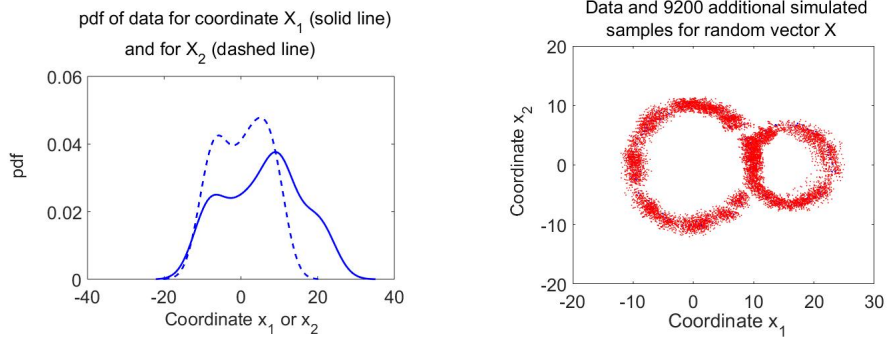 pdf of data for coordinate X1 (solid line)
and for X2 (dashed line)
0.06
0.04
0.02
0
pdf
-40
-20
0
20
40
Coordinate x1 or x2
Data and 9200 additional simulated
samples for random vector X
20
10
0
-10
-20
Coordinate x2
-20
-10
0
10
20
30
Coordinate x1